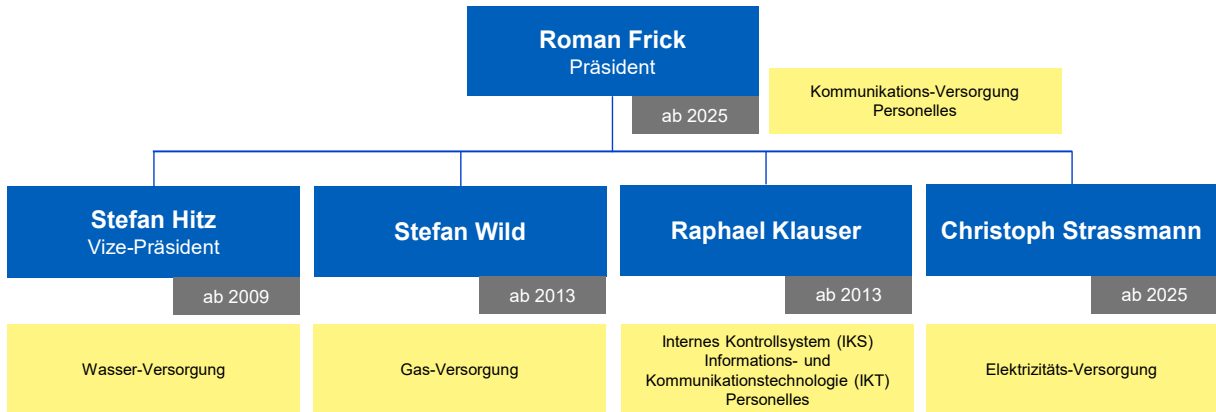 Roman Frick
Präsident
ab 2025
Kommunikations-Versorgung
Personelles
Stefan Hitz
Vize-Präsident
ab 2009
Wasser-Versorgung
Stefan Wild
ab 2013
Gas-Versorgung
Raphael Klauser
ab 2013
Internes Kontrollsystem (IKS)
Informations- und
Kommunikationstechnologie (IKT)
Personelles
Christoph Strassmann
ab 2025
Elektrizitäts-Versorgung